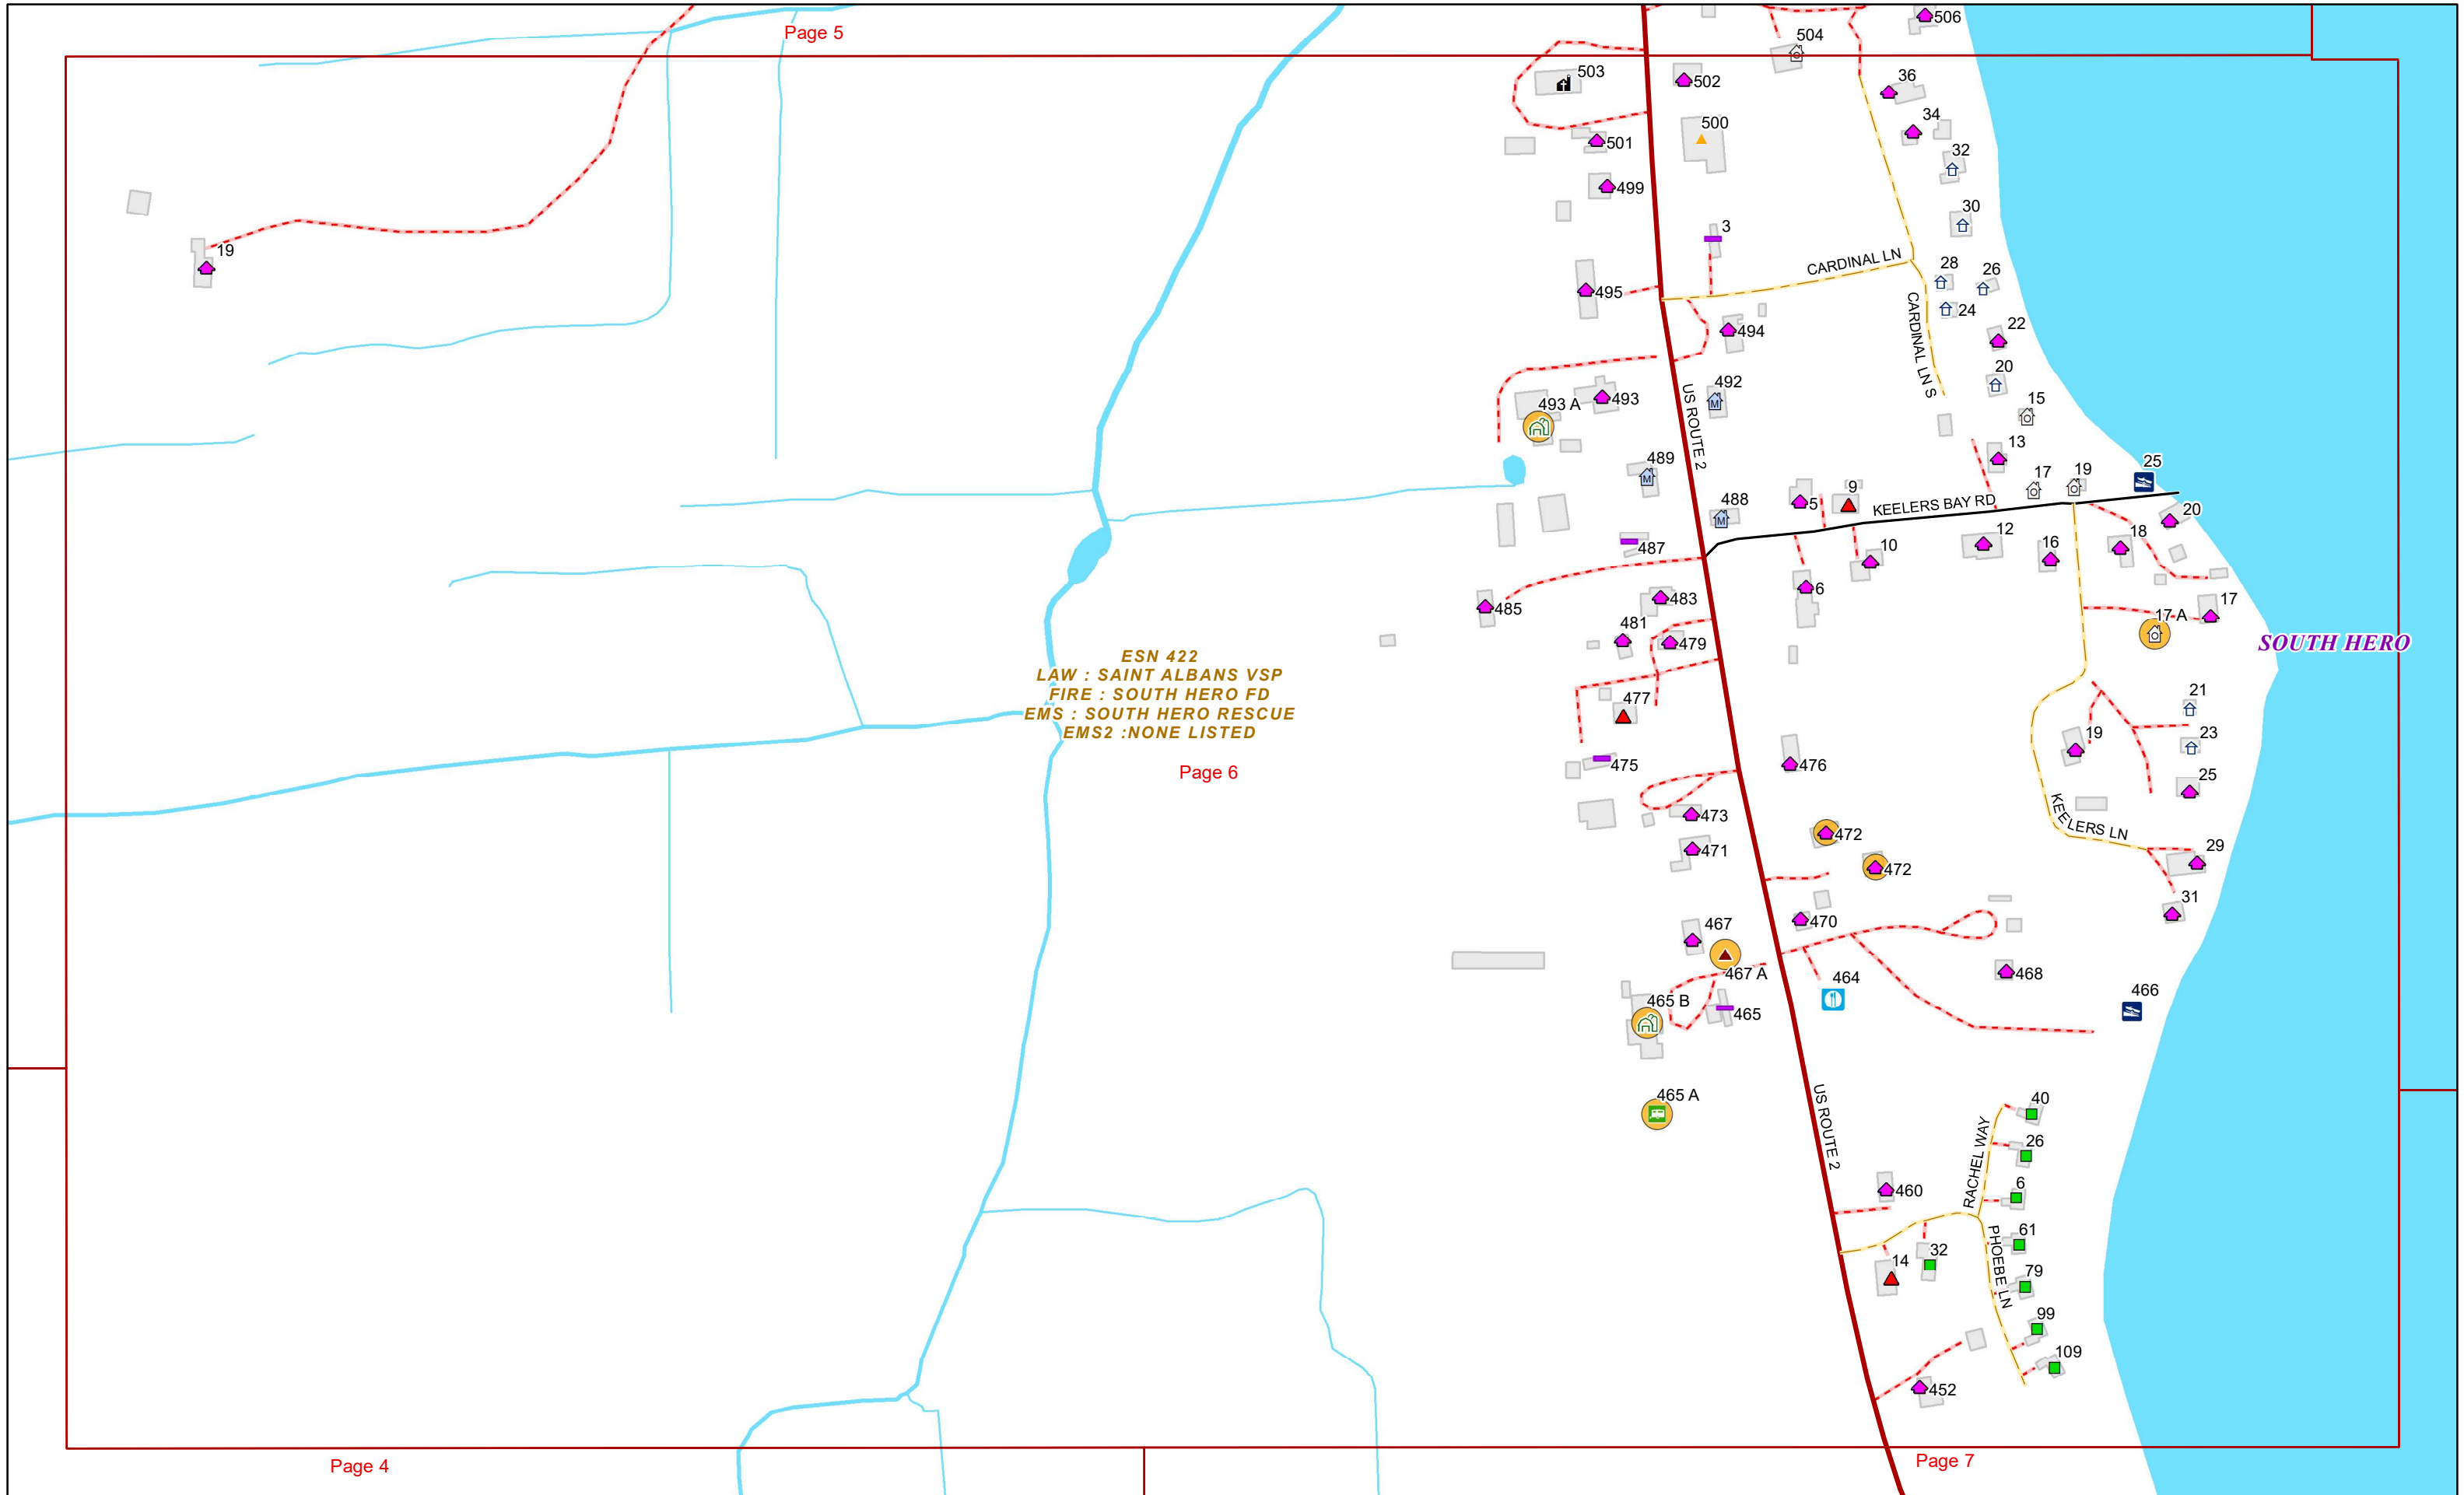 Page 5
506
504
503
502
36
500
34
501
32
499
30
3
CARDINAL LN
19
28
26
495
CARDINAL LN S
24
494
22
20
492
493 A
493
US ROUTE 2
15
13
489
25
17
19
9
488
5
KEELERS BAY RD
20
487
12
18
10
16
485
483
6
17
17 A
481
479
SOUTH HERO
ESN 422
LAW : SAINT ALBANS VSP
FIRE : SOUTH HERO FD
EMS : SOUTH HERO RESCUE
EMS2 :NONE LISTED
477
21
19
23
475
476
Page 6
25
473
472
KEELERS LN
471
29
472
31
467
470
467 A
468
464
465 B
465
466
465 A
US ROUTE 2
40
RACHEL WAY
26
6
460
61
PHOEBE LN
32
14
79
99
109
452
Page 4
Page 7
M
M
M